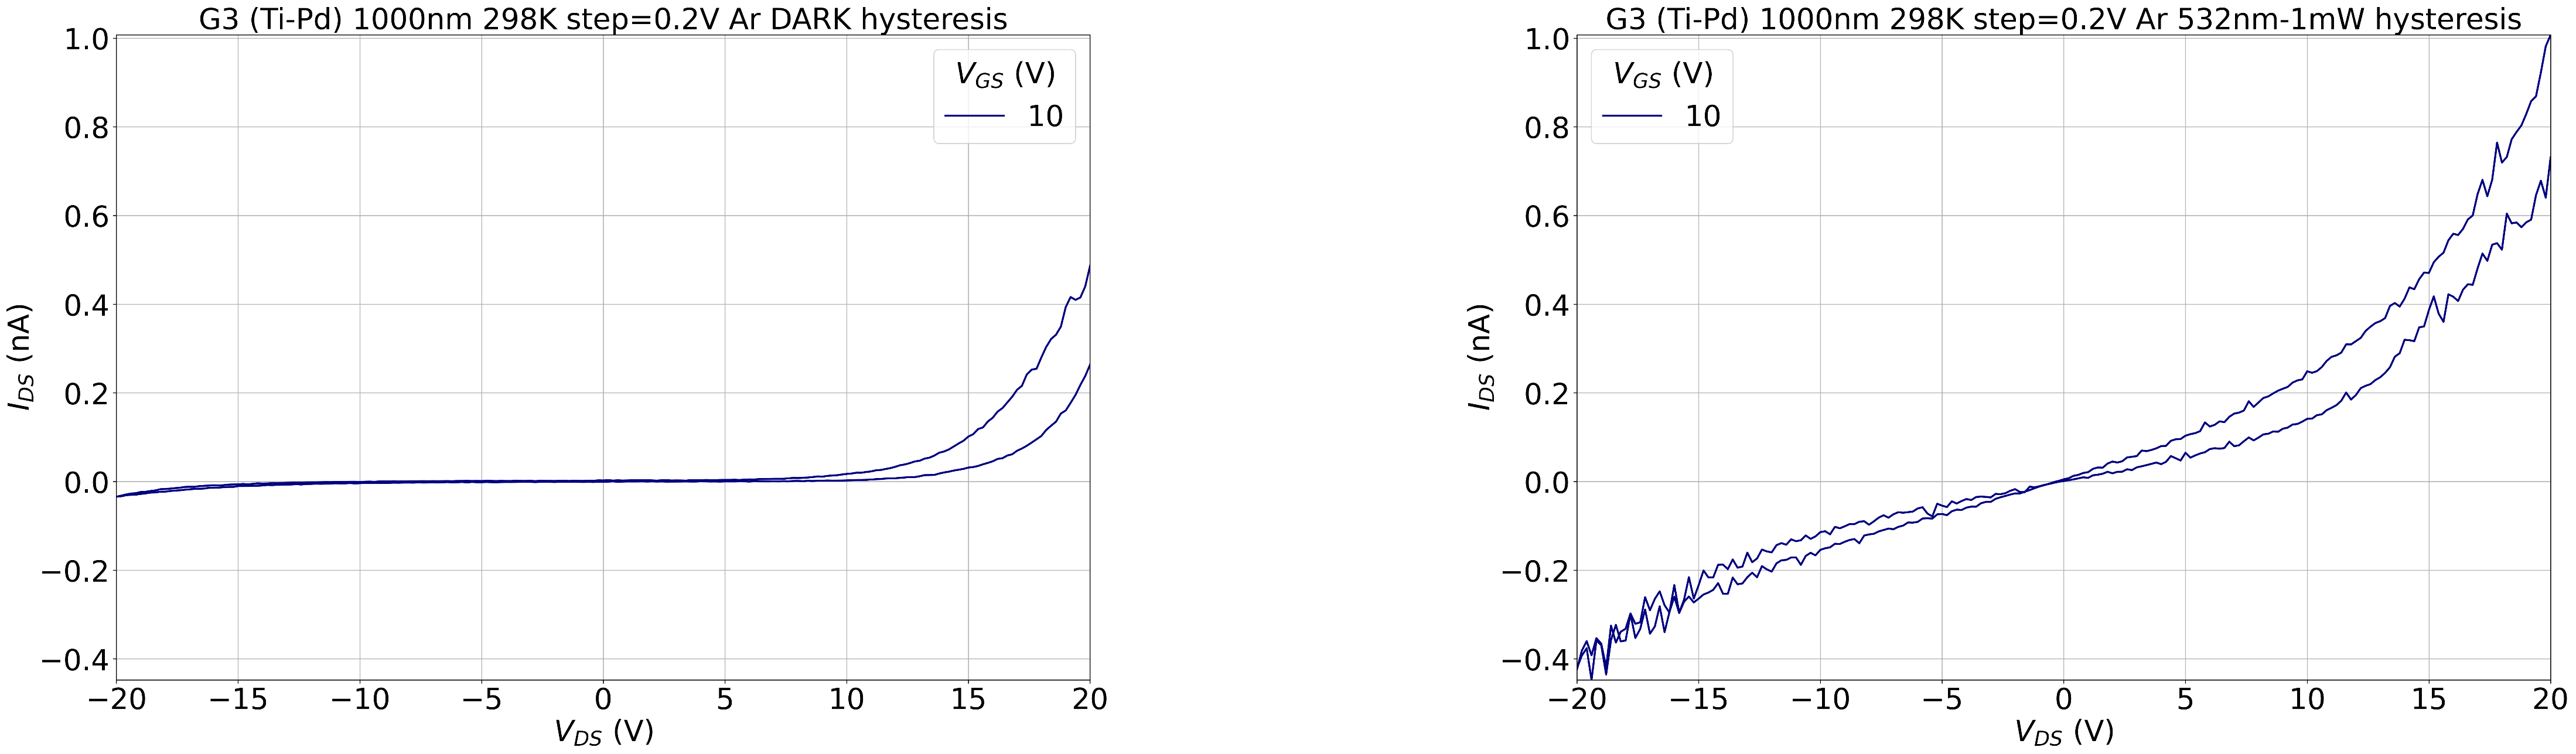 G3 (Ti-Pd) 1000nm 298K step=0.2V Ar DARK hysteresis
1.0
0.8
0.6
0.4
0.2
0.0
−0.2
−0.4
I_DS (nA)
V_GS (V)
10
−20 −15 −10 −5 0 5 10 15 20
V_DS (V)
G3 (Ti-Pd) 1000nm 298K step=0.2V Ar 532nm-1mW hysteresis
1.0
0.8
0.6
0.4
0.2
0.0
−0.2
−0.4
I_DS (nA)
V_GS (V)
10
−20 −15 −10 −5 0 5 10 15 20
V_DS (V)